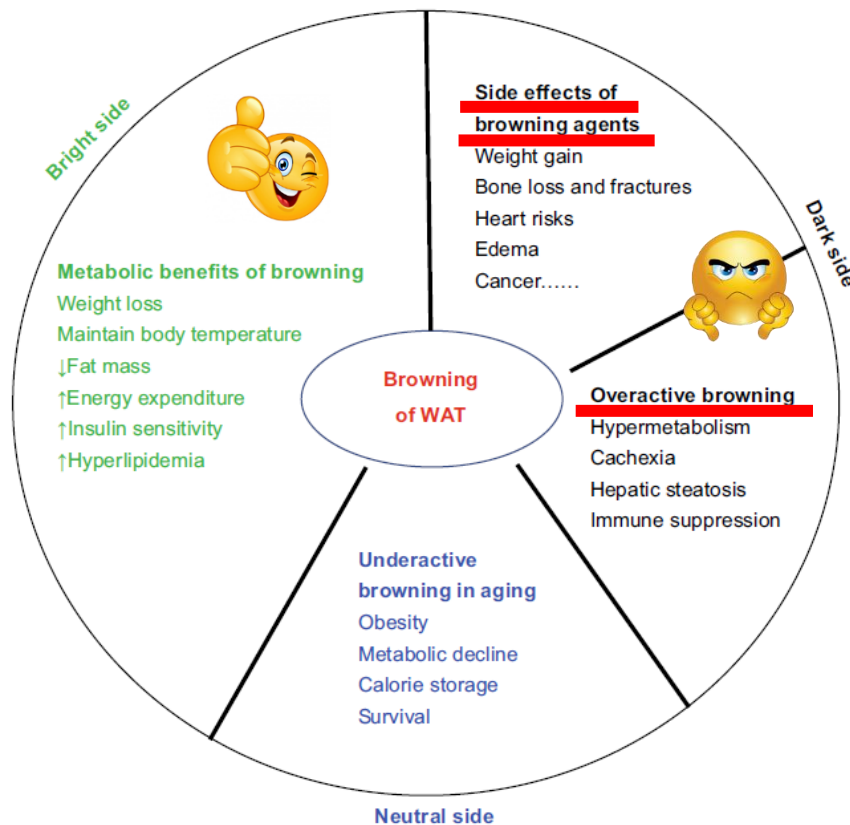 Bright side
Metabolic benefits of browning
Weight loss
Maintain body temperature
↓Fat mass
↑Energy expenditure
↑Insulin sensitivity
↑Hyperlipidemia
Side effects of
browning agents
Weight gain
Bone loss and fractures
Heart risks
Edema
Cancer......
Dark side
Overactive browning
Hypermetabolism
Cachexia
Hepatic steatosis
Immune suppression
Browning
of WAT
Underactive
browning in aging
Obesity
Metabolic decline
Calorie storage
Survival
Neutral side